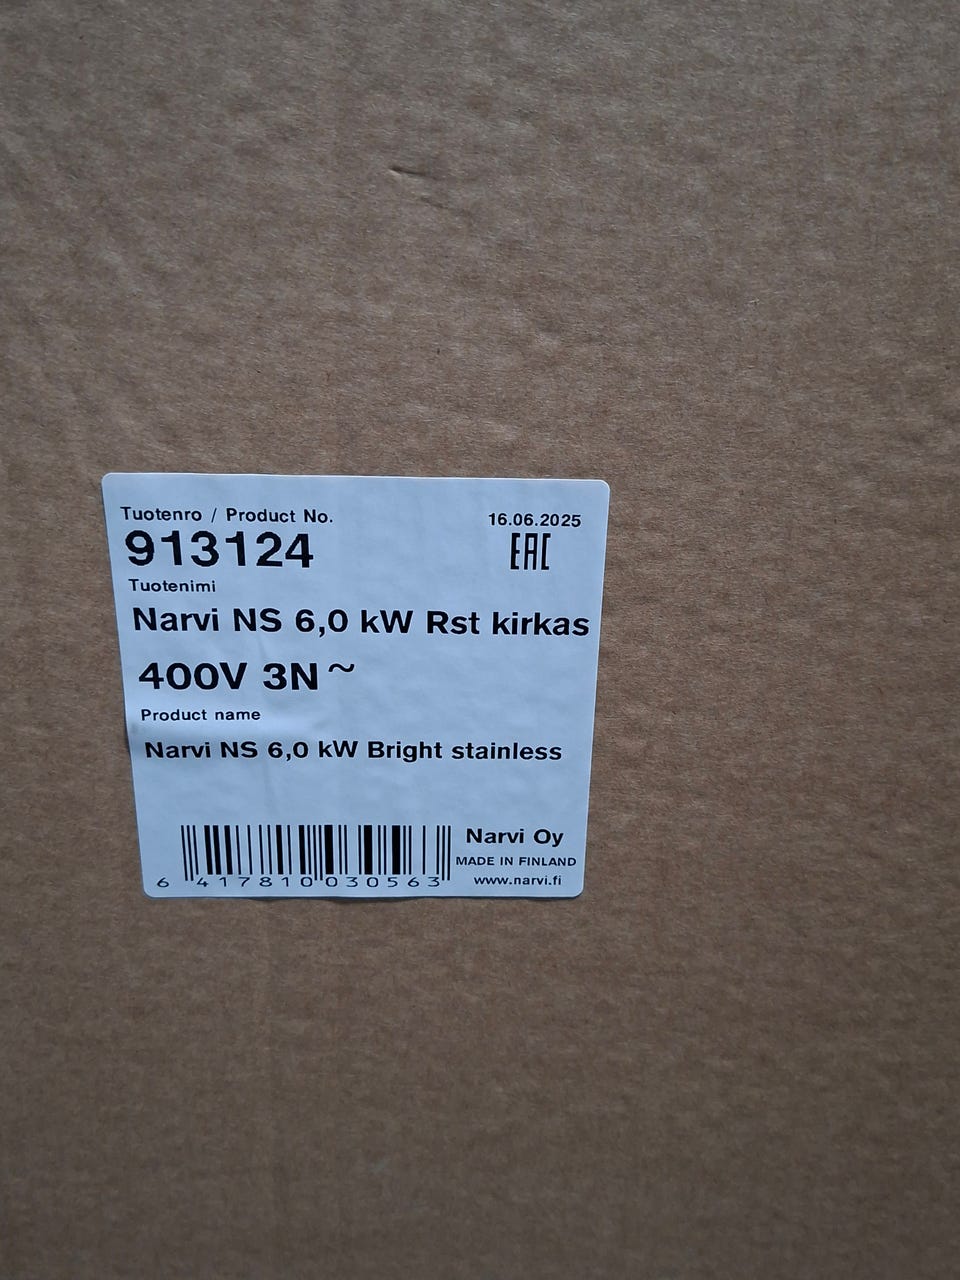 Tuotenro / Product No.
16.06.2025
913124
EAC
Tuotenimi
Narvi NS 6,0 kW Rst kirkas
400V 3N~
Product name
Narvi NS 6,0 kW Bright stainless
Narvi Oy
MADE IN FINLAND
www.narvi.fi
6 417810 030563